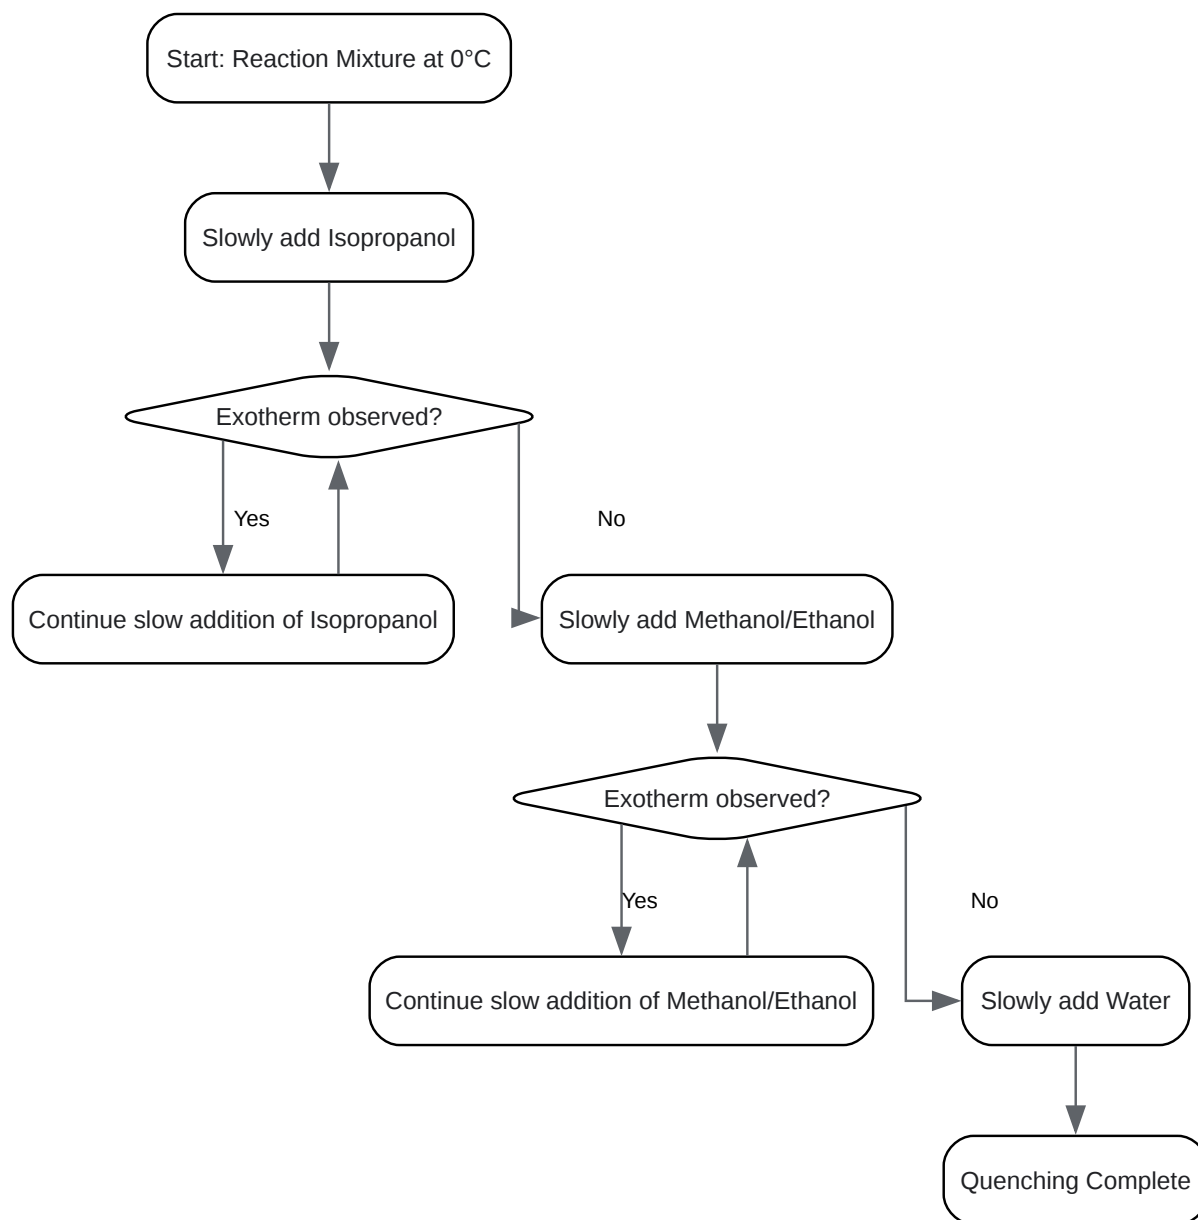 Start: Reaction Mixture at 0°C
Slowly add Isopropanol
Exotherm observed?
Yes
No
Continue slow addition of Isopropanol
Slowly add Methanol/Ethanol
Exotherm observed?
Yes
No
Continue slow addition of Methanol/Ethanol
Slowly add Water
Quenching Complete